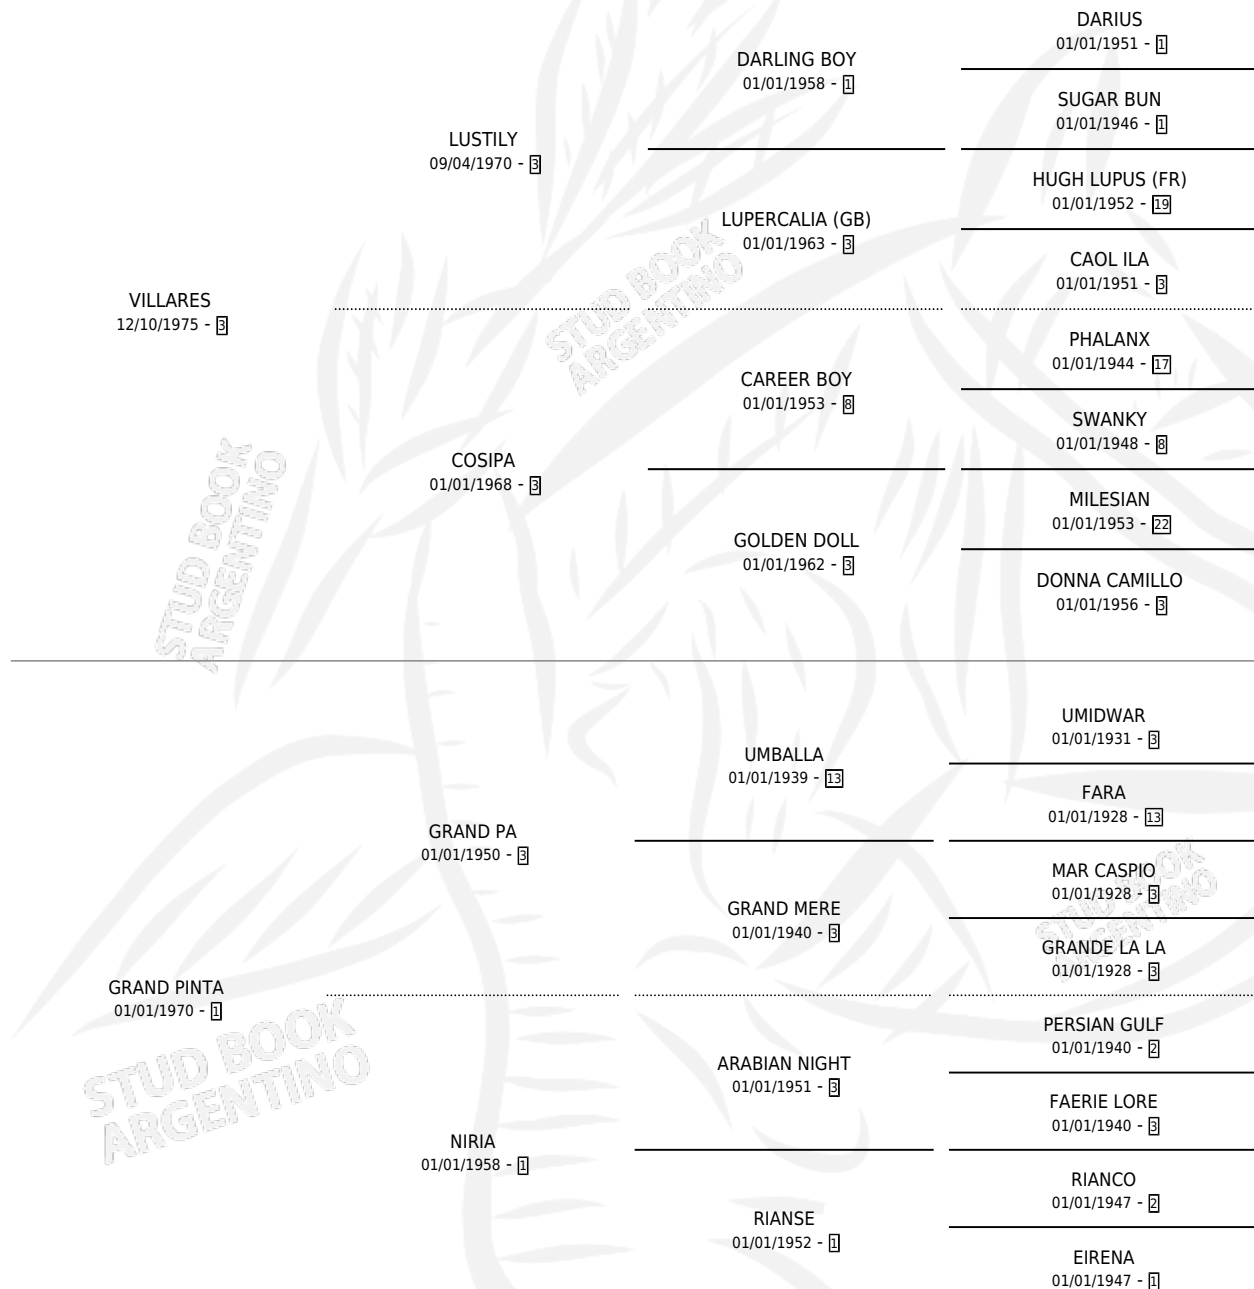 DARIUS
01/01/1951 - 1
DARLING BOY
01/01/1958 - 1
SUGAR BUN
01/01/1946 - 1
LUSTILY
09/04/1970 - 3
HUGH LUPUS (FR)
01/01/1952 - 19
LUPERCALIA (GB)
01/01/1963 - 3
CAOL ILA
01/01/1951 - 3
VILLARES
12/10/1975 - 3
PHALANX
01/01/1944 - 17
CAREER BOY
01/01/1953 - 8
SWANKY
01/01/1948 - 8
COSIPA
01/01/1968 - 3
MILESIAN
01/01/1953 - 22
GOLDEN DOLL
01/01/1962 - 3
DONNA CAMILLO
01/01/1956 - 3
UMIDWAR
01/01/1931 - 3
UMBALLA
01/01/1939 - 13
FARA
01/01/1928 - 13
GRAND PA
01/01/1950 - 3
MAR CASPIO
01/01/1928 - 3
GRAND MERE
01/01/1940 - 3
GRANDE LA LA
01/01/1928 - 3
GRAND PINTA
01/01/1970 - 1
PERSIAN GULF
01/01/1940 - 2
ARABIAN NIGHT
01/01/1951 - 3
FAERIE LORE
01/01/1940 - 3
NIRIA
01/01/1958 - 1
RIANCO
01/01/1947 - 2
RIANSE
01/01/1952 - 1
EIRENA
01/01/1947 - 1
STUD BOOK
ARGENTINO
STUD BOOK
ARGENTINO
STUD BOOK
ARGENTINO
STUD BOOK
ARGENTINO